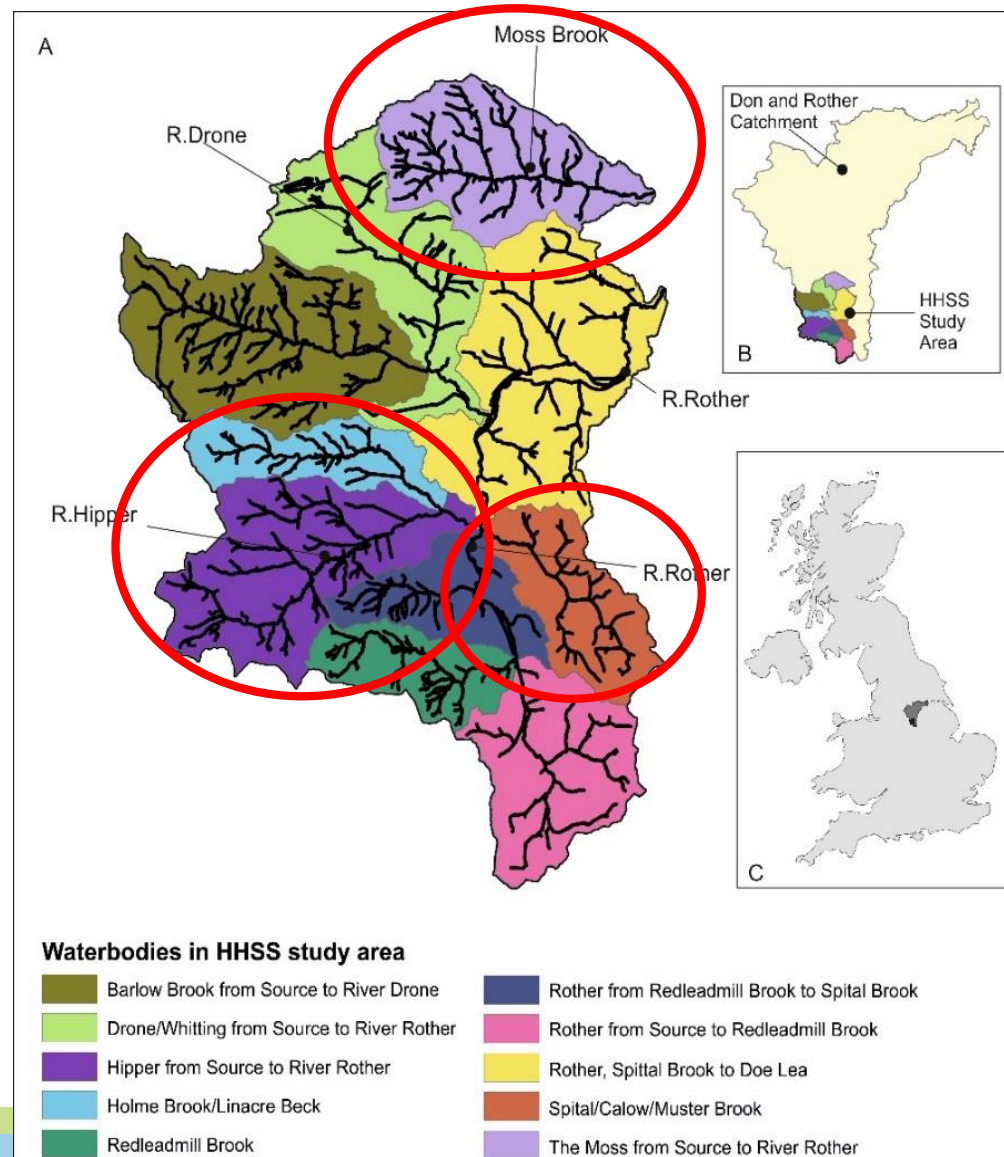 A
Moss Brook
R.Drone
Don and Rother
Catchment
HHSS
Study
Area
B
R.Rother
R.Hipper
R.Rother
C
Waterbodies in HHSS study area
Barlow Brook from Source to River Drone
Drone/Whitting from Source to River Rother
Hipper from Source to River Rother
Holme Brook/Linacre Beck
Redleadmill Brook
Rother from Redleadmill Brook to Spital Brook
Rother from Source to Redleadmill Brook
Rother, Spittal Brook to Doe Lea
Spital/Calow/Muster Brook
The Moss from Source to River Rother